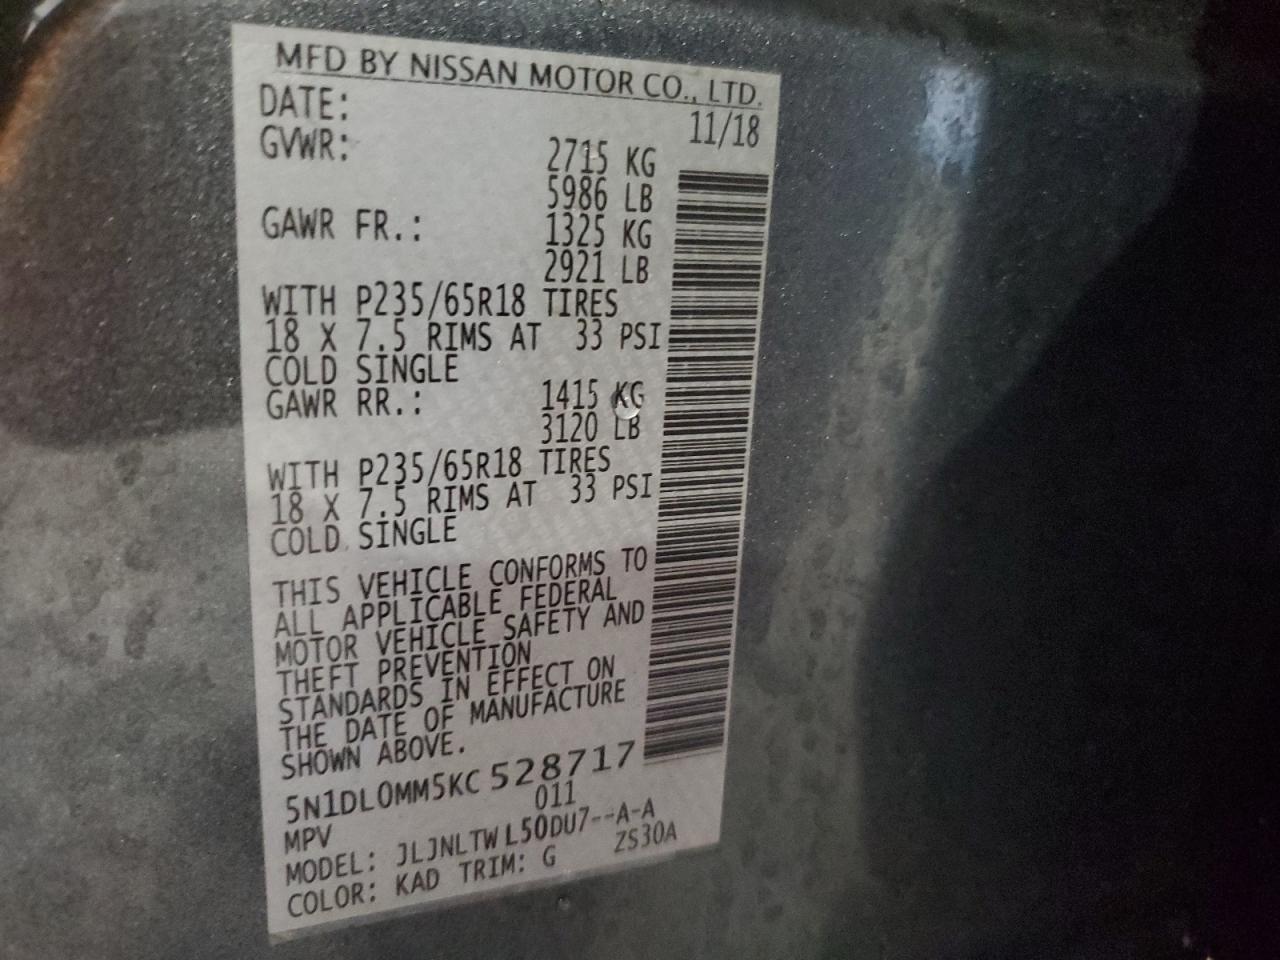 MFD BY NISSAN MOTOR CO., LTD.
DATE: 11/18
GVWR: 2715 KG
5986 LB
GAWR FR.: 1325 KG
2921 LB
WITH P235/65R18 TIRES
18 X 7.5 RIMS AT 33 PSI
COLD SINGLE
GAWR RR.: 1415 KG
3120 LB
WITH P235/65R18 TIRES
18 X 7.5 RIMS AT 33 PSI
COLD SINGLE
THIS VEHICLE CONFORMS TO
ALL APPLICABLE FEDERAL
MOTOR VEHICLE SAFETY AND
THEFT PREVENTION
STANDARDS IN EFFECT ON
THE DATE OF MANUFACTURE
SHOWN ABOVE.
5N1DL0MM5KC528717
MPV 011
MODEL: JLJNLTWL50DU7--A-A
COLOR: KAD TRIM: G ZS30A